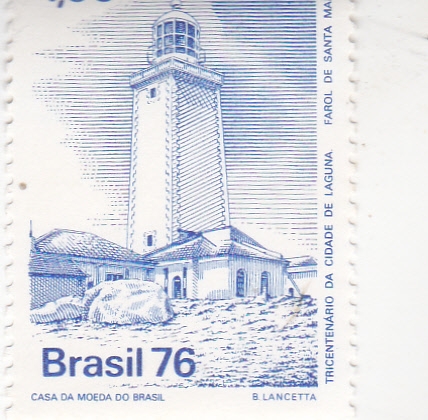 Brasil 76
CASA DA MOEDA DO BRASIL B. LANCETTA
TRICENTENÁRIO DA CIDADE DE LAGUNA FAROL DE SANTA